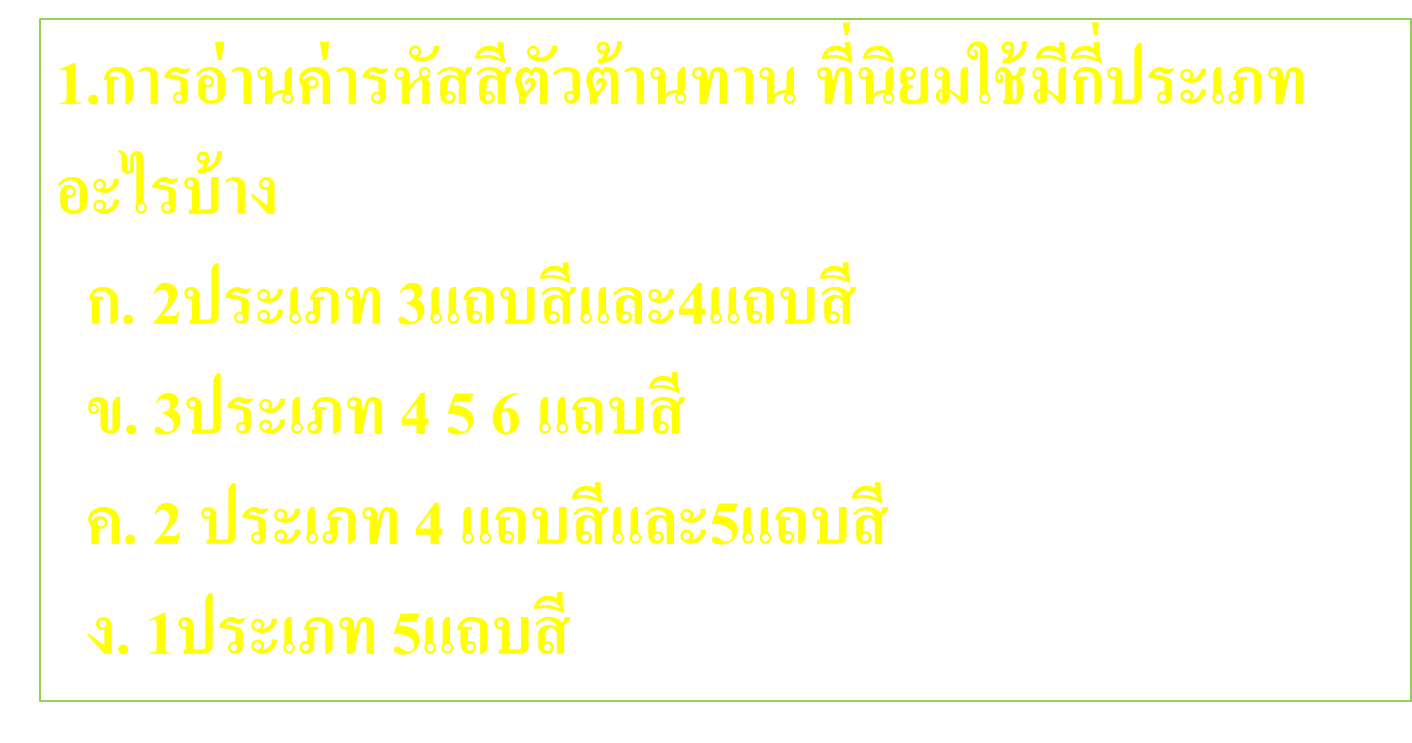 1.การอ่านค่ารหัสสีตัวต้านทาน ที่นิยมใช้มีกี่ประเภท
อะไรบ้าง
ก. 2ประเภท 3แถบสีและ4แถบสี
ข. 3ประเภท 4 5 6 แถบสี
ค. 2 ประเภท 4 แถบสีและ5แถบสี
ง. 1ประเภท 5แถบสี